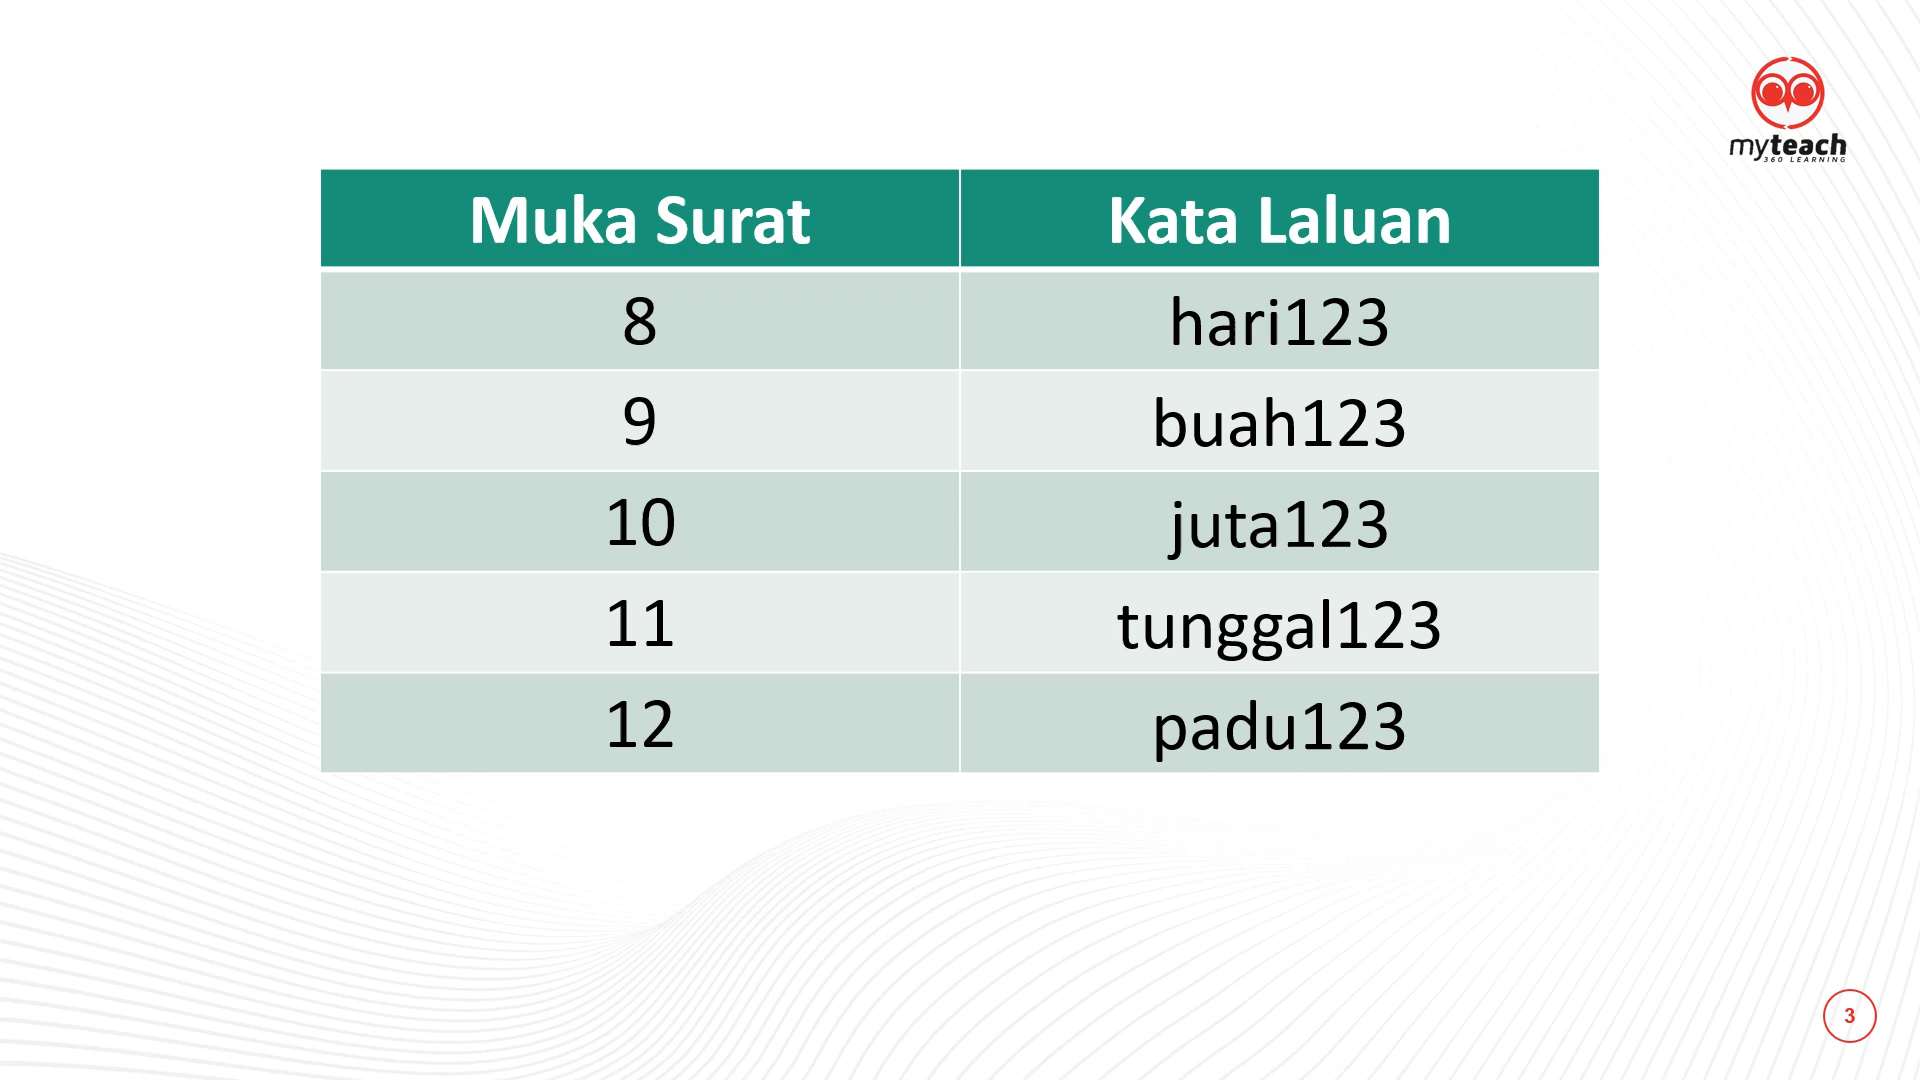 myteach
360 LEARNING
Muka Surat Kata Laluan
8 hari123
9 buah123
10 juta123
11 tunggal123
12 padu123
3